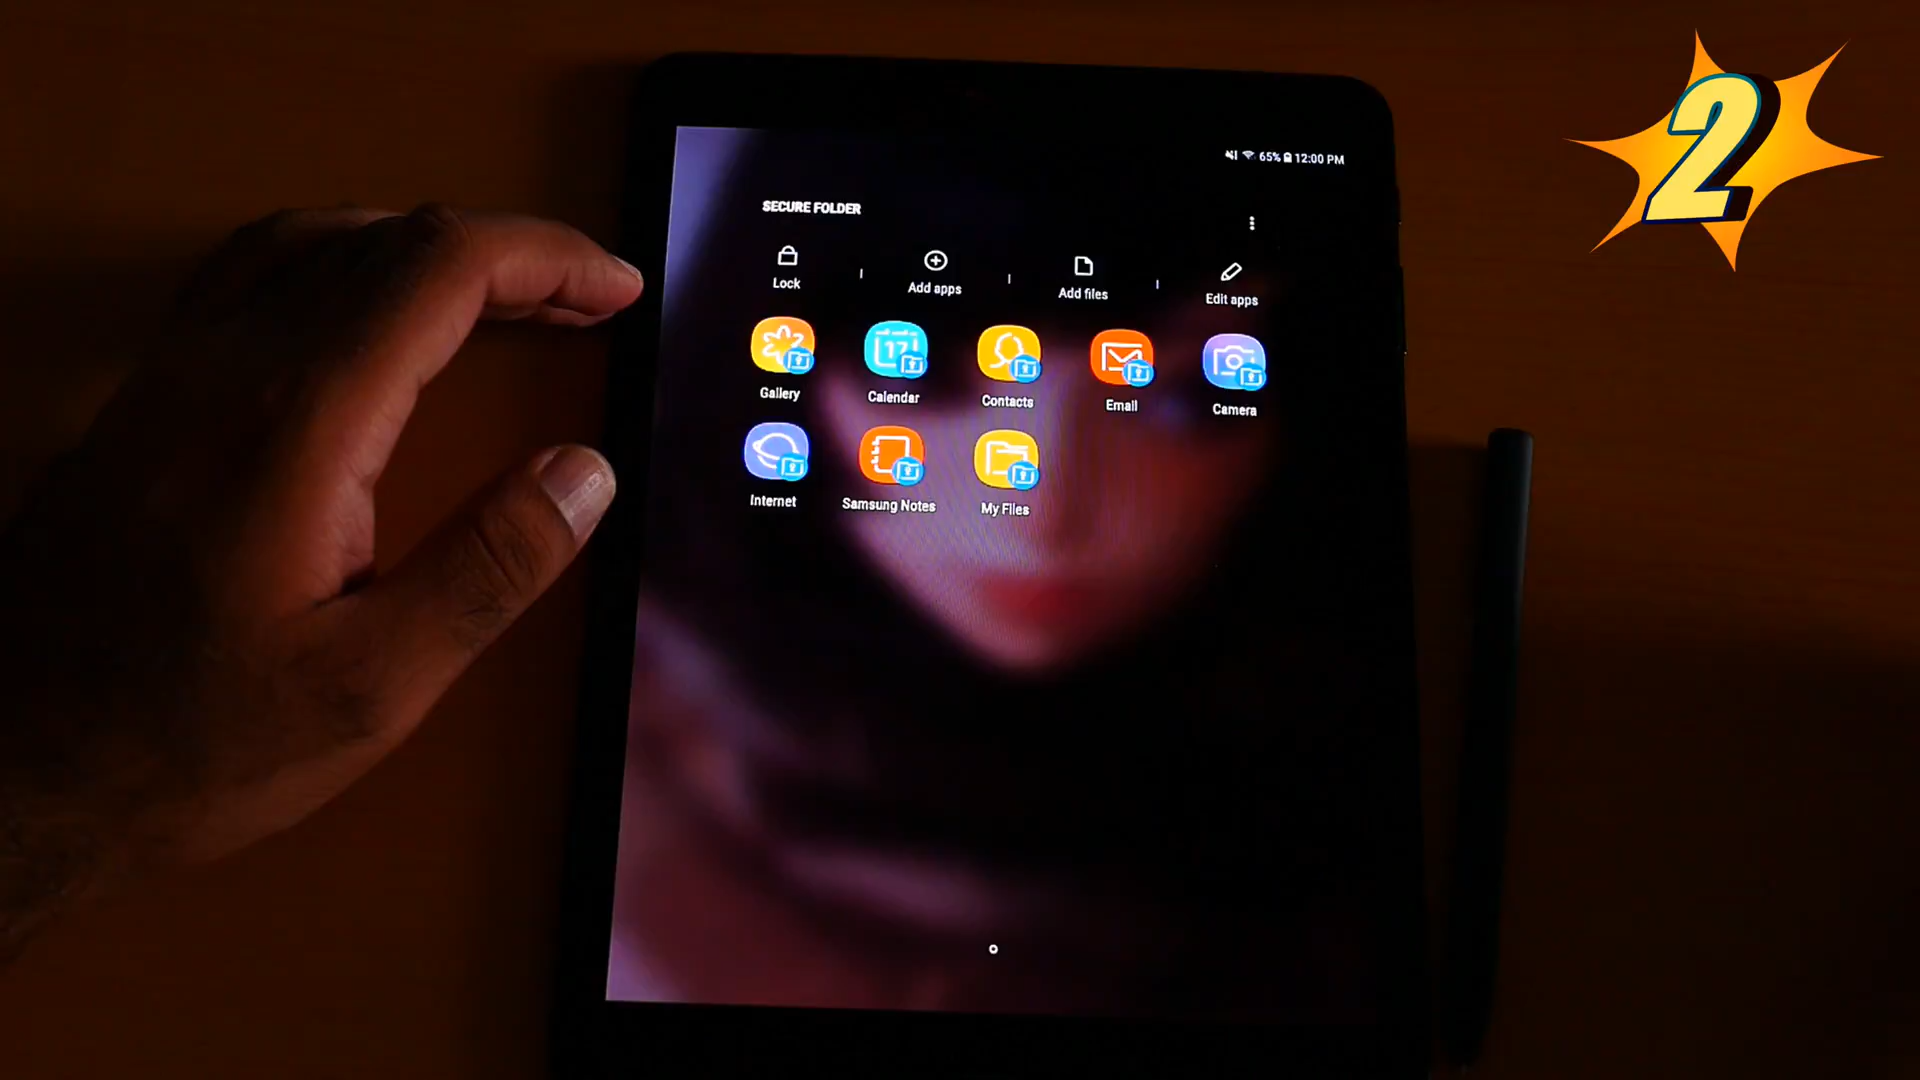 2
65% 12:00 PM
SECURE FOLDER
Lock
Add apps
Add files
Edit apps
17
Gallery
Calendar
Contacts
Email
Camera
Internet
Samsung Notes
My Files